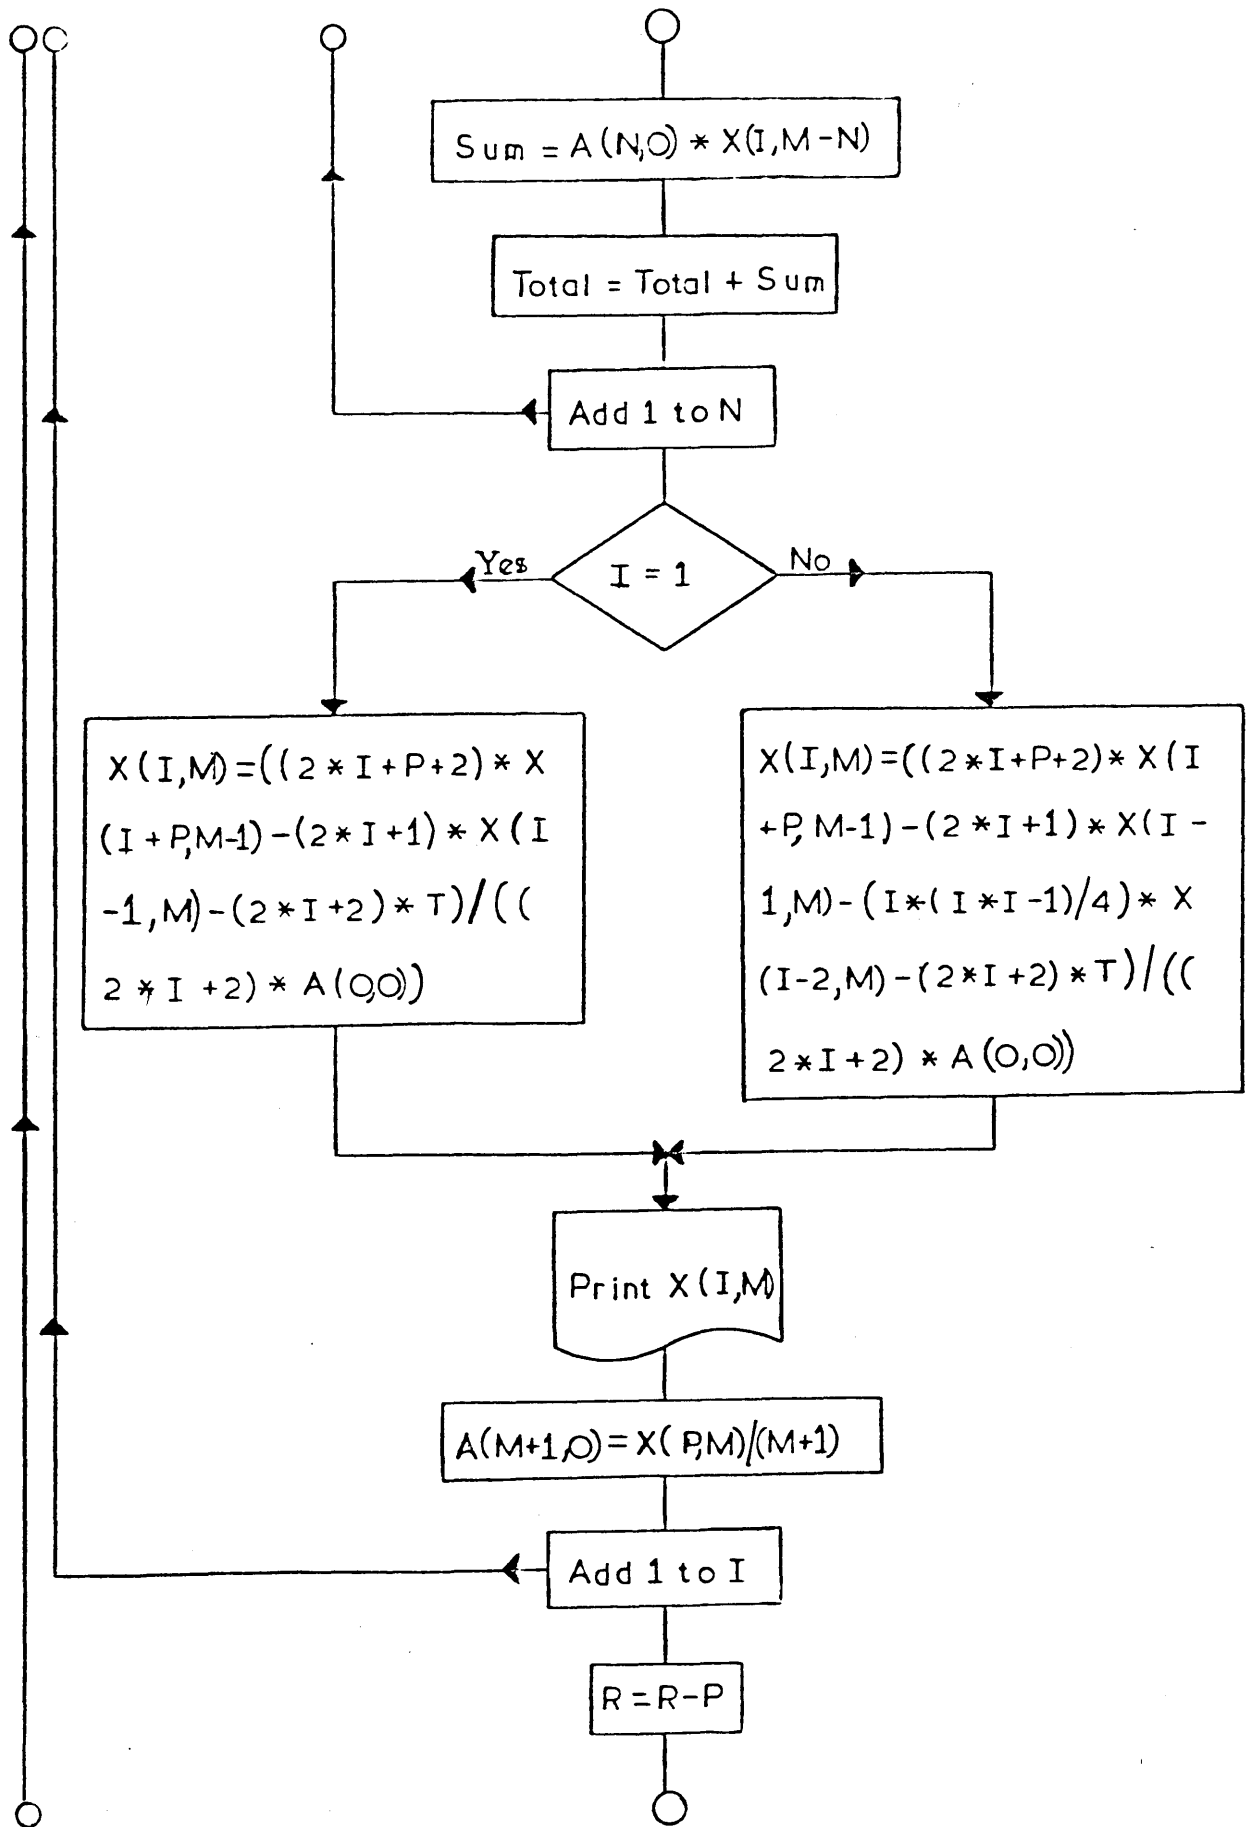 Sum = A(N,O) * X(I,M-N)
Total = Total + Sum
Add 1 to N
Yes
I = 1
No
X(I,M)=((2*I+P+2)*X
(I+P,M-1)-(2*I+1)*X(I
-1,M)-(2*I+2)*T)/((
2*I+2)*A(O,O))
X(I,M)=((2*I+P+2)*X(I
+P,M-1)-(2*I+1)*X(I-
1,M)-(I*(I*I-1)/4)*X
(I-2,M)-(2*I+2)*T)/((
2*I+2)*A(O,O))
Print X(I,M)
A(M+1,O)=X(P,M)/(M+1)
Add 1 to I
R=R-P